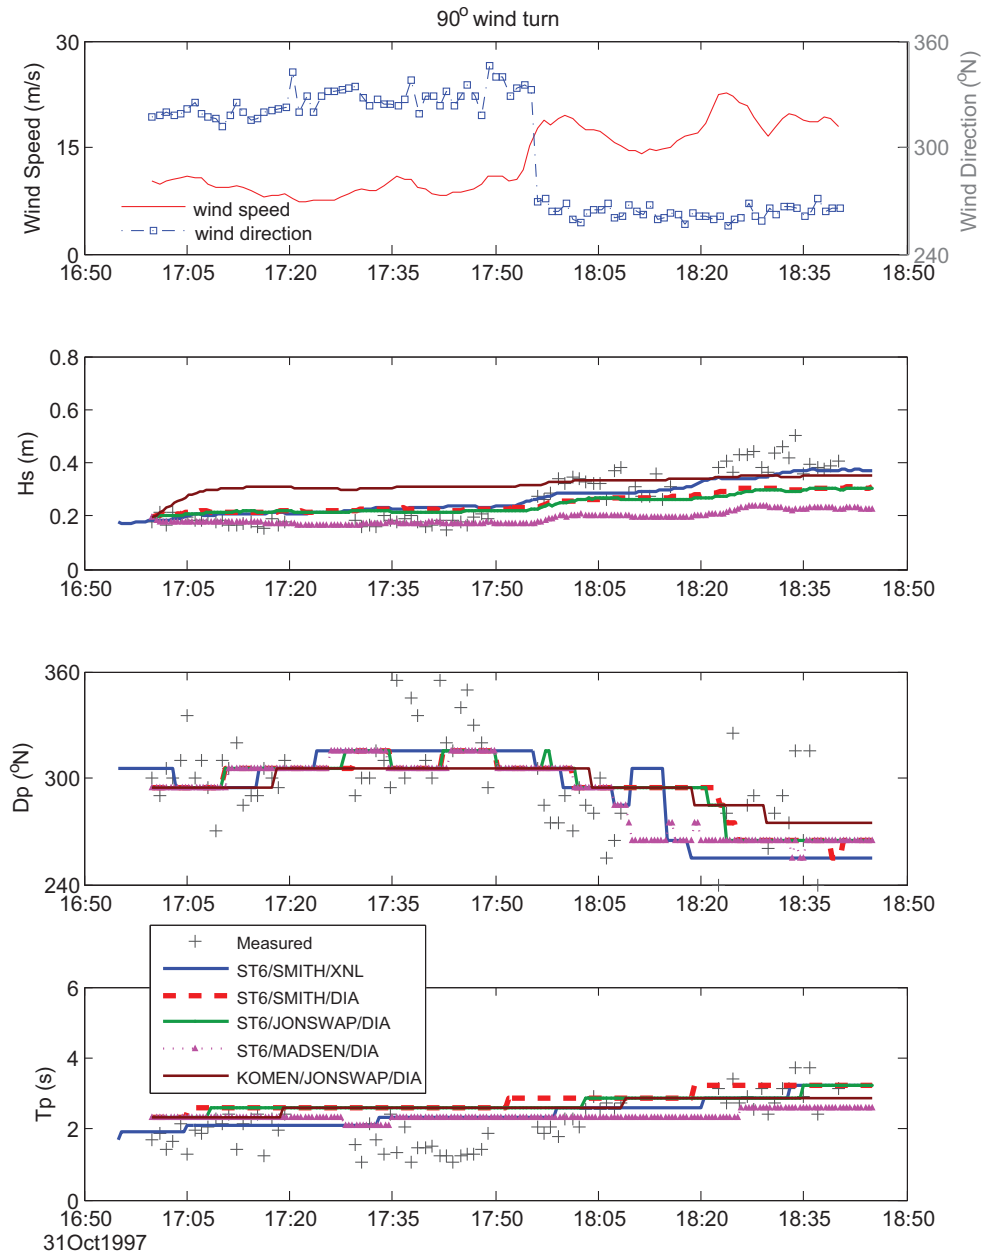 90° wind turn
30
15
0
Wind Speed (m/s)
360
300
240
Wind Direction (°N)
wind speed
wind direction
16:50 17:05 17:20 17:35 17:50 18:05 18:20 18:35 18:50
0.8
0.6
0.4
0.2
0
Hs (m)
16:50 17:05 17:20 17:35 17:50 18:05 18:20 18:35 18:50
360
300
240
Dp (°N)
16:50 17:05 17:20 17:35 17:50 18:05 18:20 18:35 18:50
Measured
ST6/SMITH/XNL
ST6/SMITH/DIA
ST6/JONSWAP/DIA
ST6/MADSEN/DIA
KOMEN/JONSWAP/DIA
6
4
2
0
Tp (s)
16:50 17:05 17:20 17:35 17:50 18:05 18:20 18:35 18:50
31Oct1997